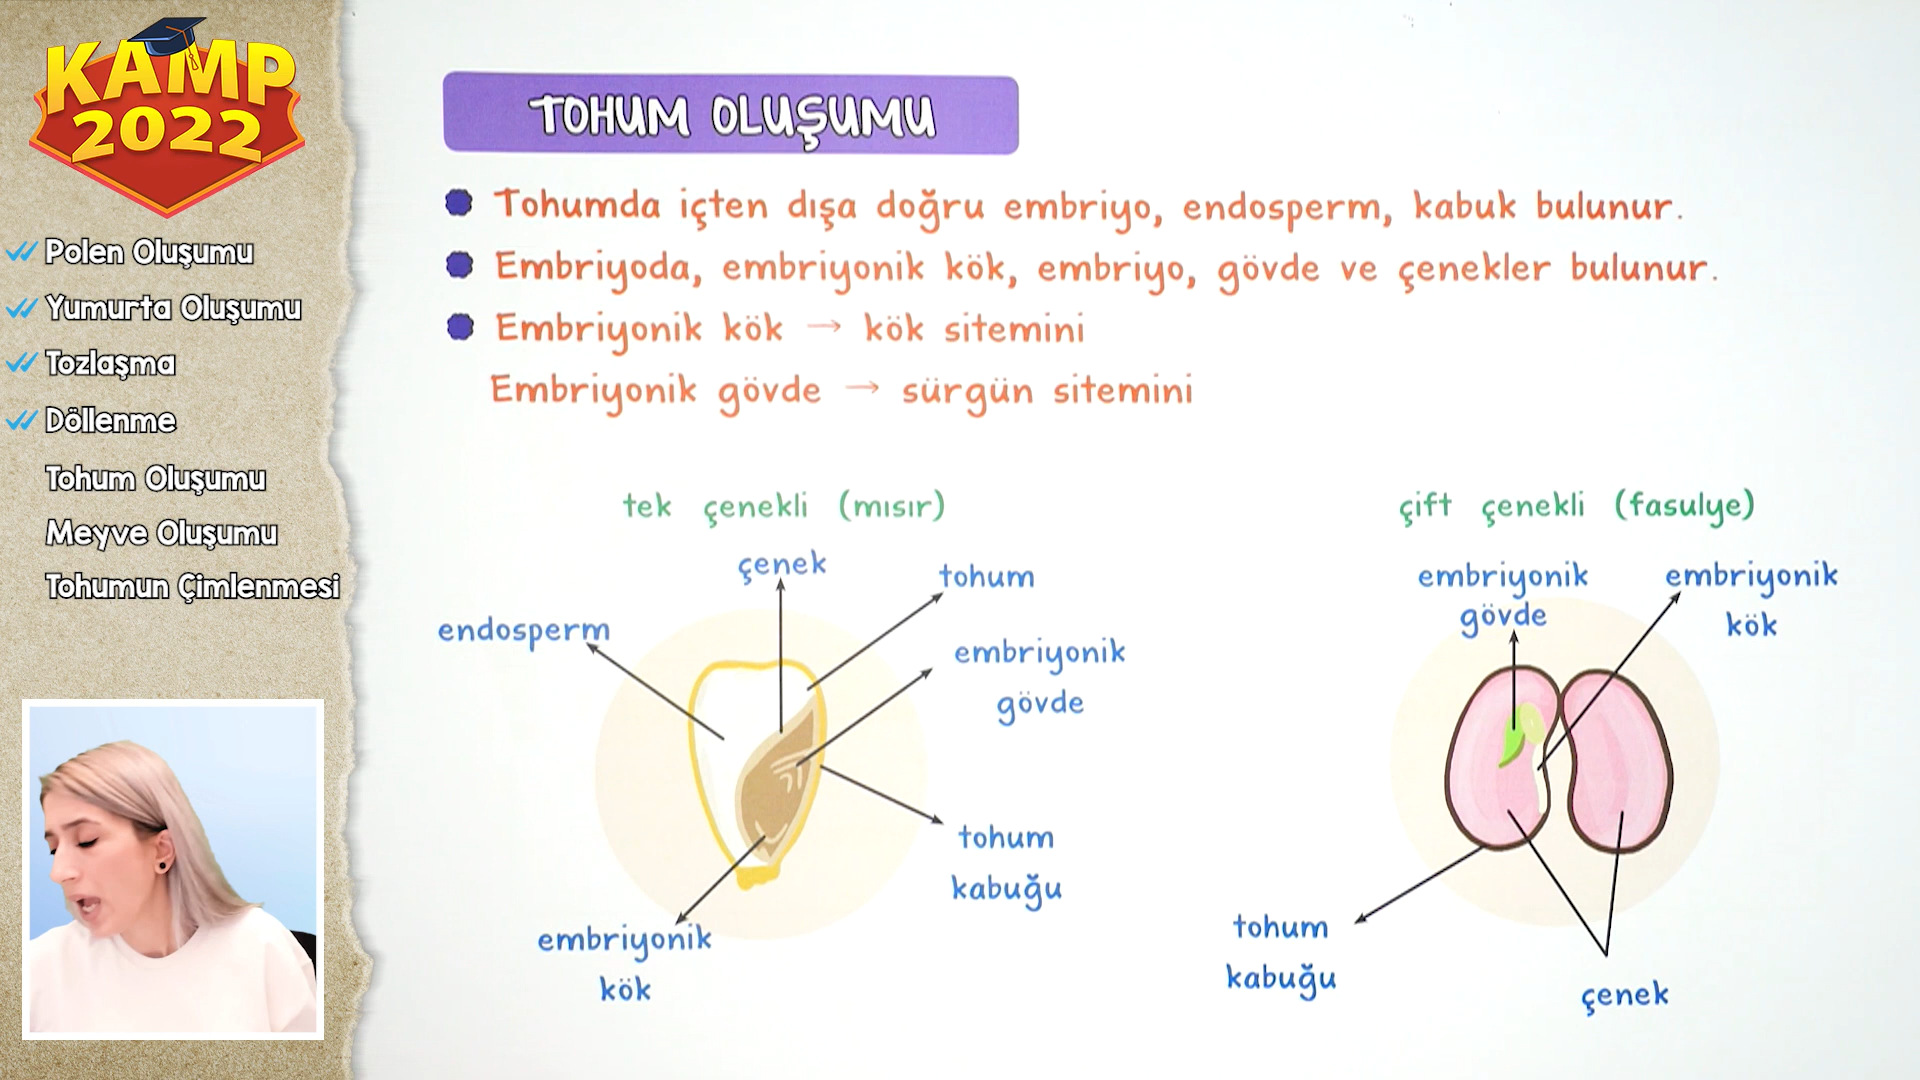 KAMP
2022
Polen Oluşumu
Yumurta Oluşumu
Tozlaşma
Döllenme
Tohum Oluşumu
Meyve Oluşumu
Tohumun Çimlenmesi
TOHUM OLUŞUMU
Tohumda içten dışa doğru embriyo, endosperm, kabuk bulunur.
Embriyoda, embriyonik kök, embriyo, gövde ve çenekler bulunur.
Embriyonik kök → kök sitemini
Embriyonik gövde → sürgün sitemini
tek çenekli (mısır)
çenek
tohum
endosperm
embriyonik
gövde
tohum
kabuğu
embriyonik
kök
çift çenekli (fasulye)
embriyonik
gövde
embriyonik
kök
tohum
kabuğu
çenek